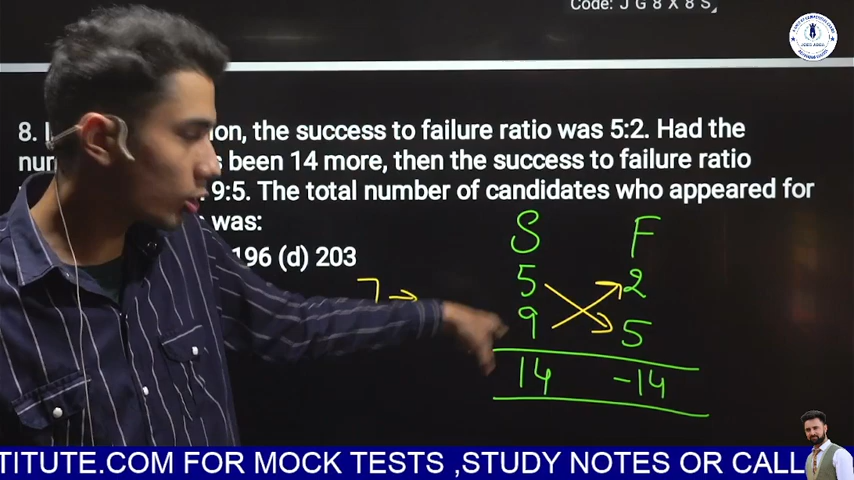 Code: J G 8 X 8 S
8. I on, the success to failure ratio was 5:2. Had the
been 14 more, then the success to failure ratio
9:5. The total number of candidates who appeared for
was:
196 (d) 203
S F
5 2
7
9 5
14 -14
TITUTE.COM FOR MOCK TESTS ,STUDY NOTES OR CALL